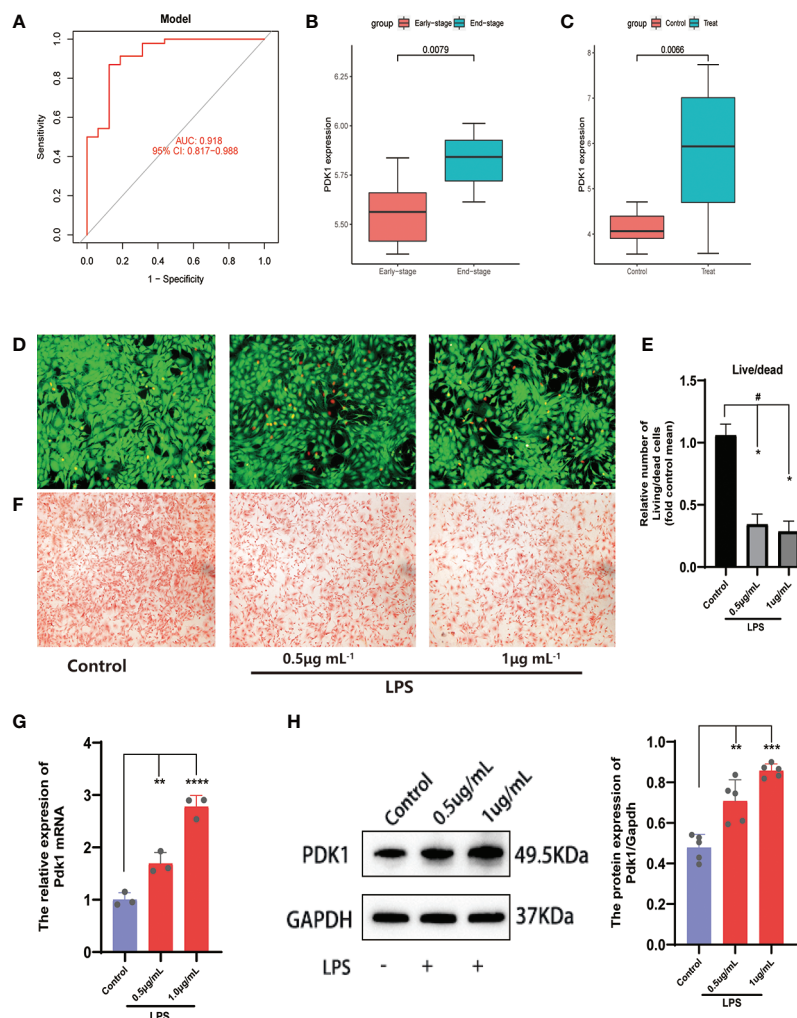 A
Model
Sensitivity
1.0
0.8
0.6
0.4
0.2
0.0
AUC: 0.918
95% CI: 0.817−0.988
0.0 0.2 0.4 0.6 0.8 1.0
1 − Specificity
B
group Early−stage End−stage
0.0079
PDK1 expression
6.25
6.00
5.75
5.50
Early−stage End−stage
C
group Control Treat
0.0066
PDK1 expression
8
7
6
5
4
Control Treat
D
E
Live/dead
Relative number of
Living/dead cells
(fold control mean)
1.5
1.0
0.5
0.0
#
*
*
Control
0.5μg/mL
1ug/mL
LPS
F
Control
0.5μg mL-1
1μg mL-1
LPS
G
The relative expression of
Pdk1 mRNA
4
3
2
1
0
**
****
Control
0.5μg/mL
1.0μg/mL
LPS
H
Control
0.5ug/mL
1ug/mL
PDK1
49.5KDa
GAPDH
37KDa
LPS - + +
The protein expression of
Pdk1/Gapdh
1.0
0.8
0.6
0.4
0.2
0.0
**
***
Control
0.5μg/mL
1ug/mL
LPS